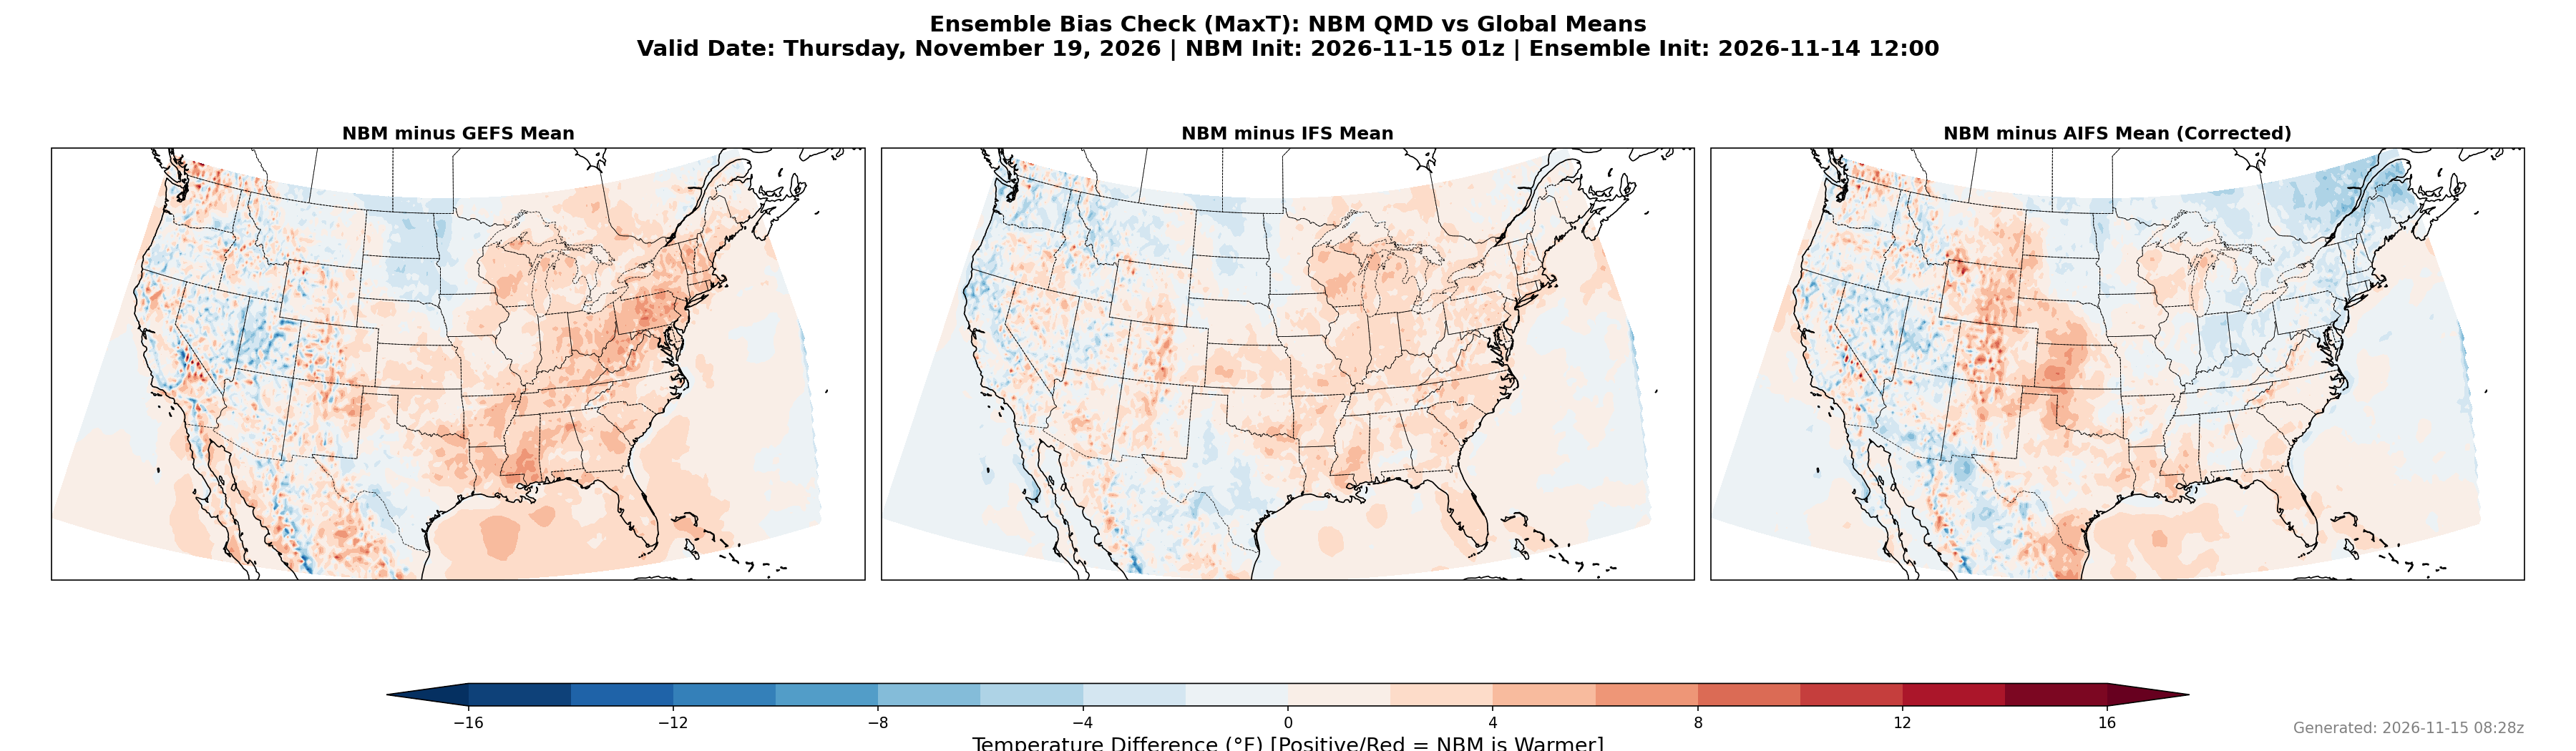 Ensemble Bias Check (MaxT): NBM QMD vs Global Means
Valid Date: Thursday, November 19, 2026 | NBM Init: 2026-11-15 01z | Ensemble Init: 2026-11-14 12:00
NBM minus GEFS Mean
NBM minus IFS Mean
NBM minus AIFS Mean (Corrected)
−16 −12 −8 −4 0 4 8 12 16
Temperature Difference (°F) [Positive/Red = NBM is Warmer]
Generated: 2026-11-15 08:28z